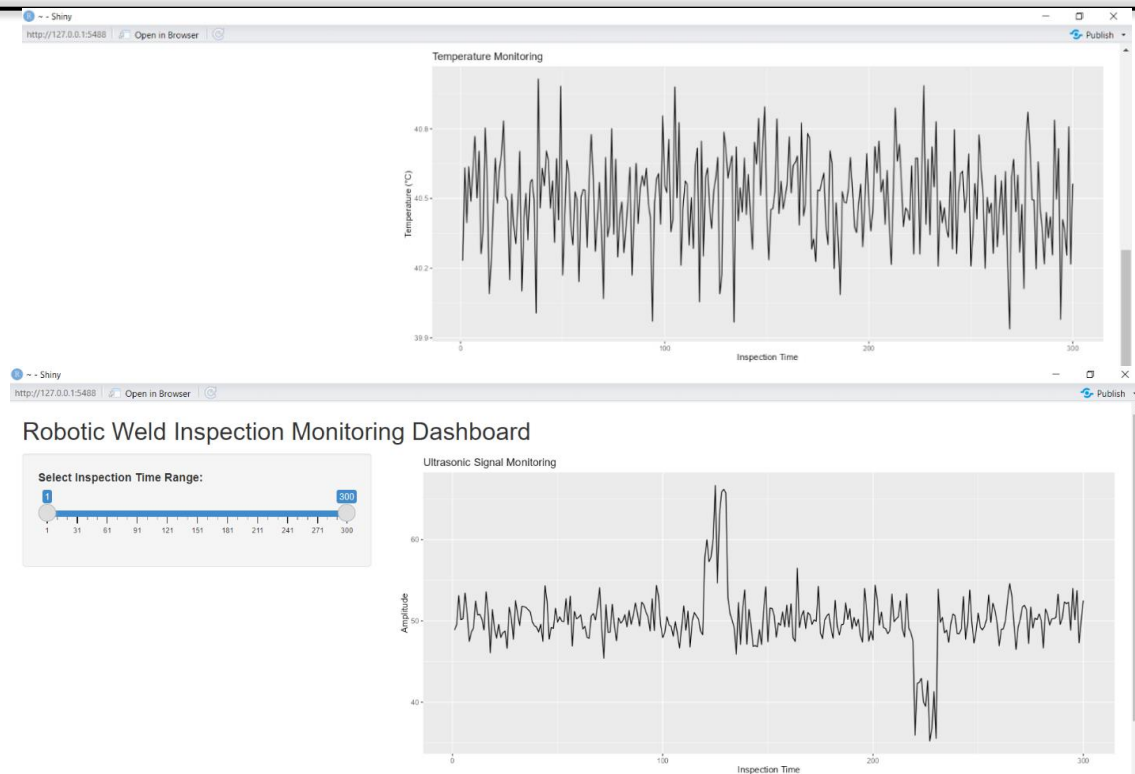 ~ - Shiny
http://127.0.0.1:5488 Open in Browser Publish
Temperature Monitoring
40.8
40.5
40.2
39.9
Temperature (°C)
0 100 200 300
Inspection Time
~ - Shiny
http://127.0.0.1:5488 Open in Browser Publish
Robotic Weld Inspection Monitoring Dashboard
Select Inspection Time Range:
1 300
1 31 61 91 121 151 181 211 241 271 300
Ultrasonic Signal Monitoring
60
50
40
Amplitude
0 100 200 300
Inspection Time